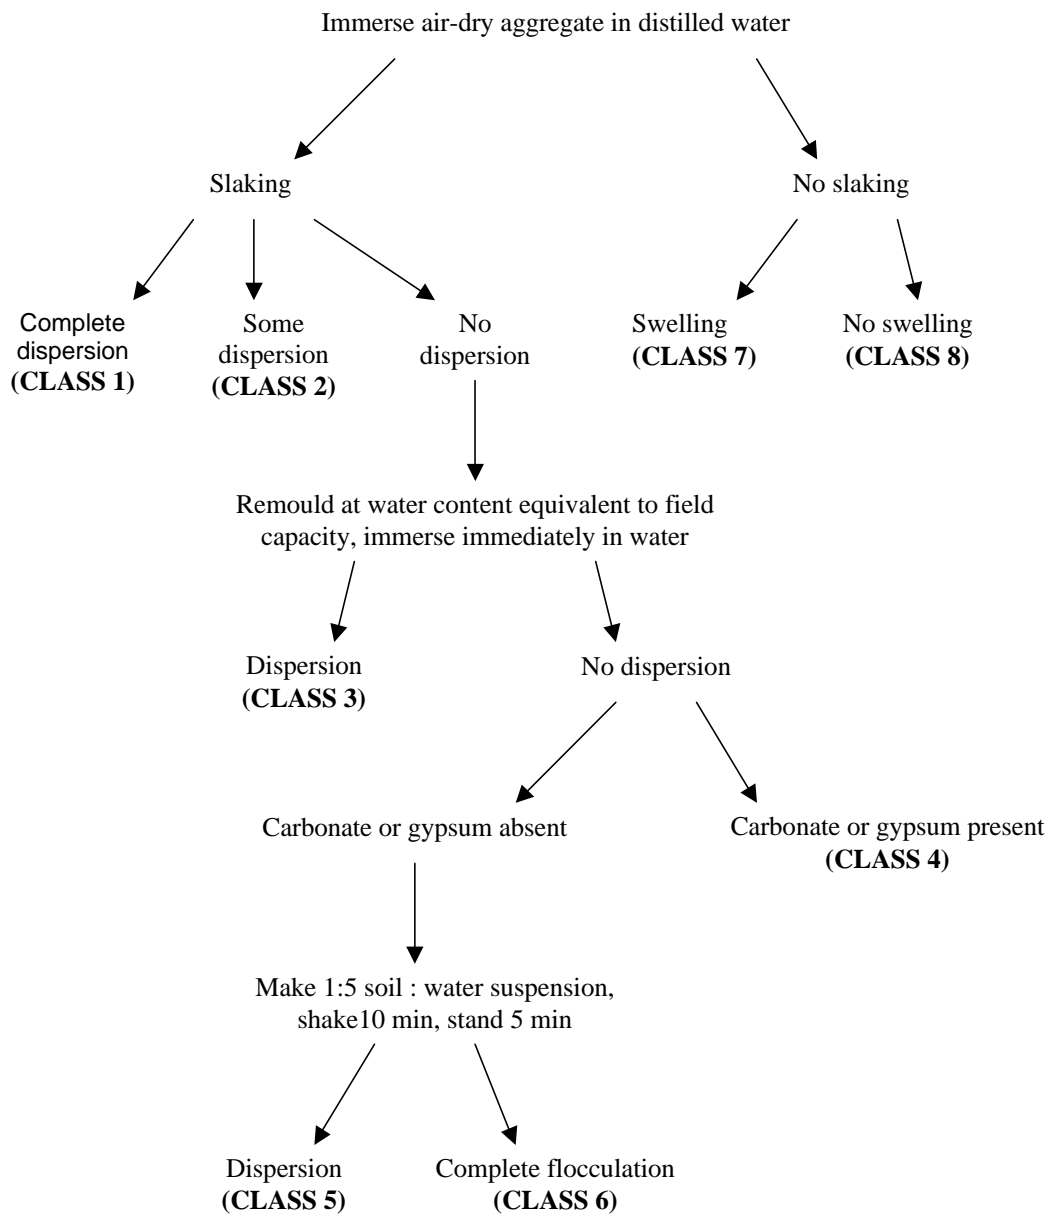 Immerse air-dry aggregate in distilled water
Slaking
No slaking
Complete
dispersion
(CLASS 1)
Some
dispersion
(CLASS 2)
No
dispersion
Swelling
(CLASS 7)
No swelling
(CLASS 8)
Remould at water content equivalent to field
capacity, immerse immediately in water
Dispersion
(CLASS 3)
No dispersion
Carbonate or gypsum absent
Carbonate or gypsum present
(CLASS 4)
Make 1:5 soil : water suspension,
shake10 min, stand 5 min
Dispersion
(CLASS 5)
Complete flocculation
(CLASS 6)